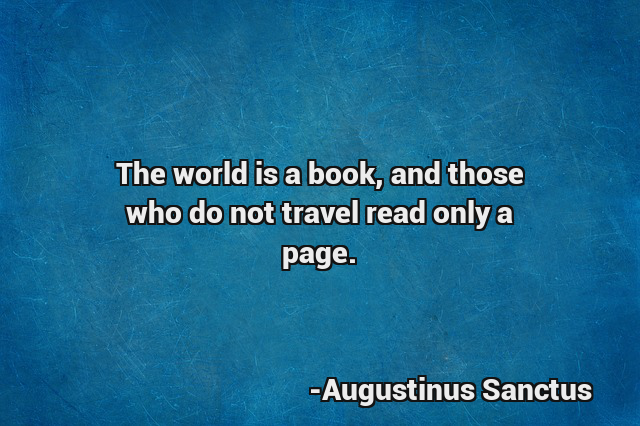 The world is a book, and those
who do not travel read only a
page.
-Augustinus Sanctus